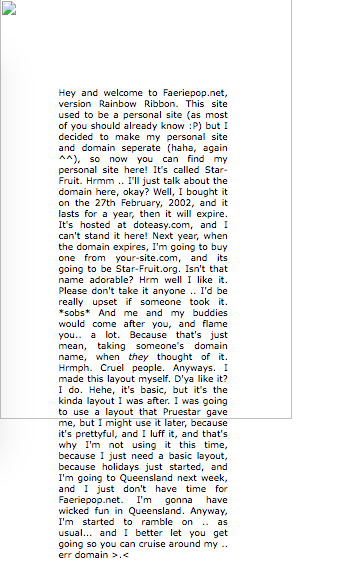 Hey and welcome to Faeriepop.net,
version Rainbow Ribbon. This site
used to be a personal site (as most
of you should already know :P) but I
decided to make my personal site
and domain seperate (haha, again
^^), so now you can find my
personal site here! It's called Star-
Fruit. Hrmm .. I'll just talk about the
domain here, okay? Well, I bought it
on the 27th February, 2002, and it
lasts for a year, then it will expire.
It's hosted at doteasy.com, and I
can't stand it here! Next year, when
the domain expires, I'm going to buy
one from your-site.com, and its
going to be Star-Fruit.org. Isn't that
name adorable? Hrm well I like it.
Please don't take it anyone .. I'd be
really upset if someone took it.
*sobs* And me and my buddies
would come after you, and flame
you.. a lot. Because that's just
mean, taking someone's domain
name, when they thought of it.
Hrmph. Cruel people. Anyways. I
made this layout myself. D'ya like it?
I do. Hehe, it's basic, but it's the
kinda layout I was after. I was going
to use a layout that Pruestar gave
me, but I might use it later, because
it's prettyful, and I luff it, and that's
why I'm not using it this time,
because I just need a basic layout,
because holidays just started, and
I'm going to Queensland next week,
and I just don't have time for
Faeriepop.net. I'm gonna have
wicked fun in Queensland. Anyway,
I'm started to ramble on .. as
usual... and I better let you get
going so you can cruise around my ..
err domain >.<